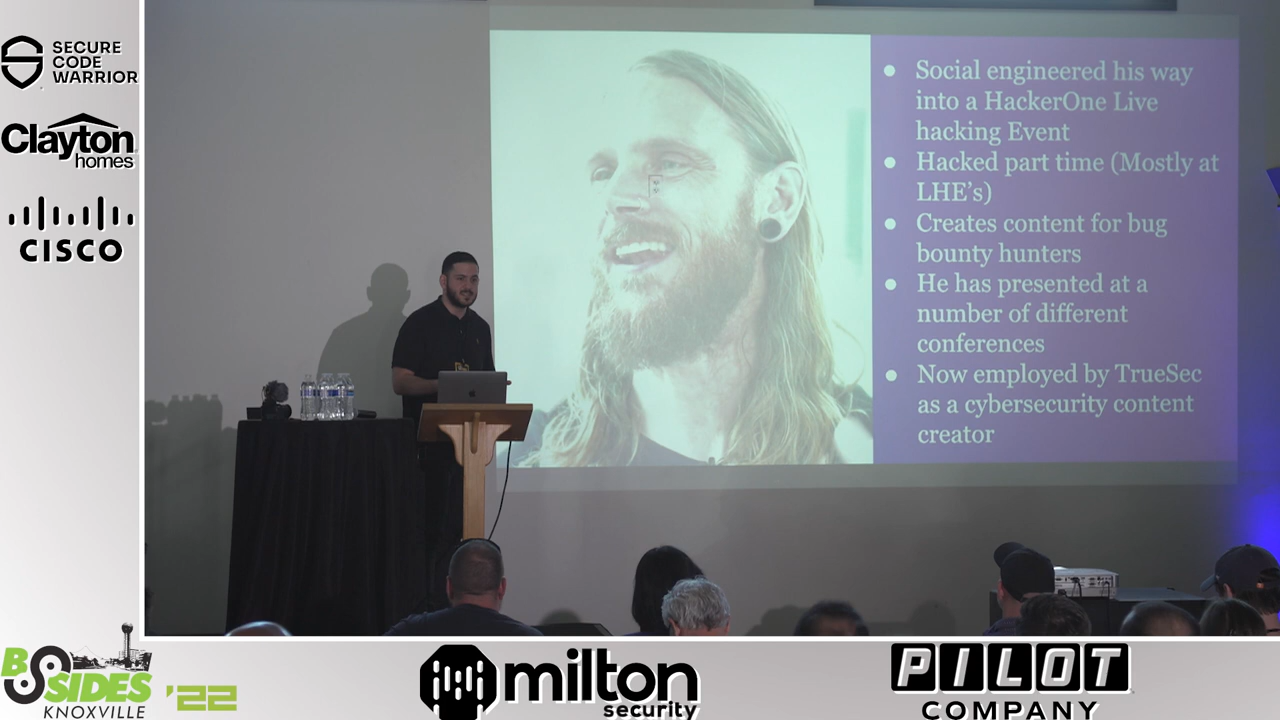 SECURE
CODE
WARRIOR
Clayton
homes
CISCO
● Social engineered his way
into a HackerOne Live
hacking Event
● Hacked part time (Mostly at
LHE's)
● Creates content for bug
bounty hunters
● He has presented at a
number of different
conferences
● Now employed by TrueSec
as a cybersecurity content
creator
B SIDES
KNOXVILLE
'22
milton
security
PILOT
COMPANY